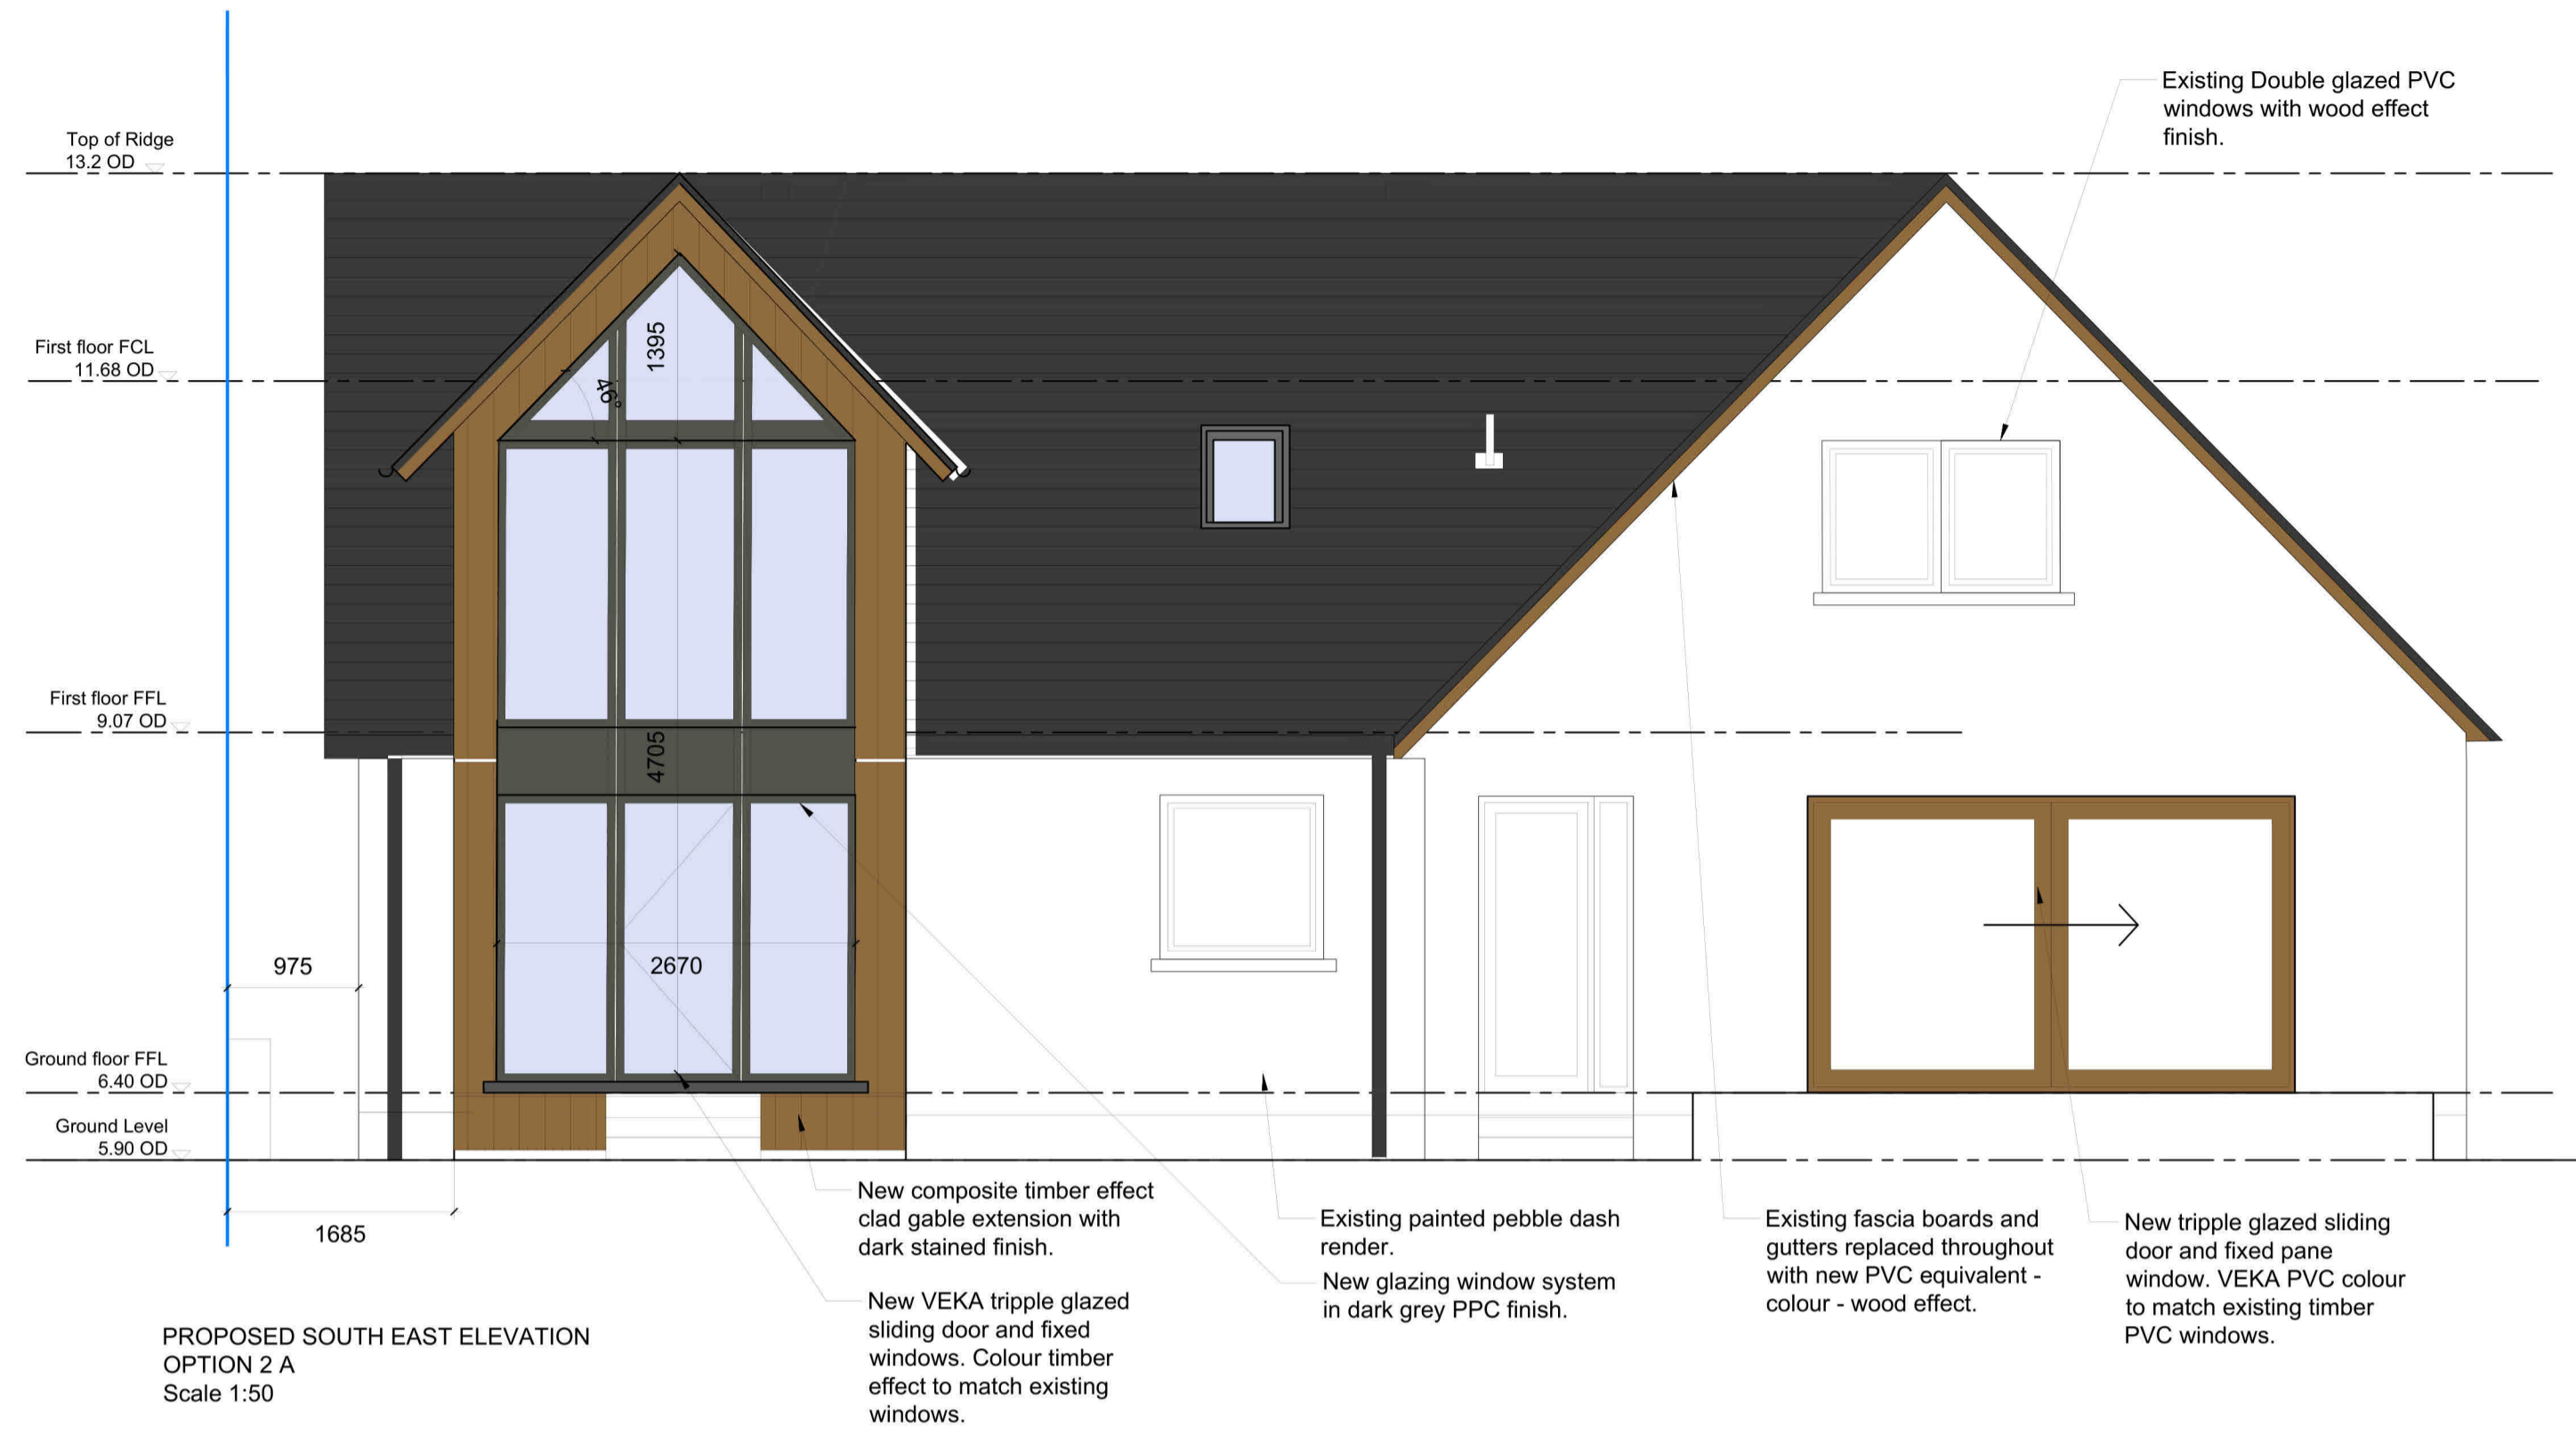 Existing Double glazed PVC
windows with wood effect
finish.
Top of Ridge
13.2 OD
First floor FCL
11.68 OD
1395
46°
First floor FFL
9.07 OD
4705
975
2670
Ground floor FFL
6.40 OD
Ground Level
5.90 OD
1685
New composite timber effect
clad gable extension with
dark stained finish.
New VEKA tripple glazed
sliding door and fixed
windows. Colour timber
effect to match existing
windows.
Existing painted pebble dash
render.
New glazing window system
in dark grey PPC finish.
Existing fascia boards and
gutters replaced throughout
with new PVC equivalent -
colour - wood effect.
New tripple glazed sliding
door and fixed pane
window. VEKA PVC colour
to match existing timber
PVC windows.
PROPOSED SOUTH EAST ELEVATION
OPTION 2 A
Scale 1:50